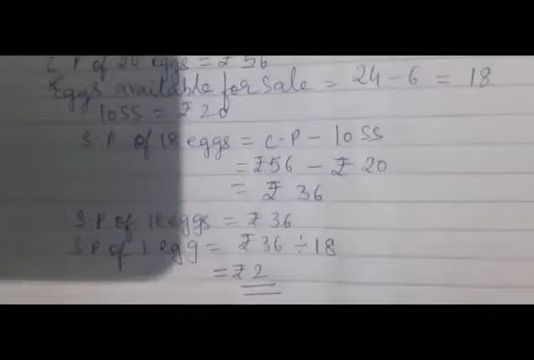 C.P of 24 eggs = ₹ 56
Eggs available for sale = 24 - 6 = 18
loss = ₹ 20
S.P of 18 eggs = C.P - loss
= ₹56 - ₹ 20
= ₹ 36
S.P of 18 eggs = ₹ 36
S.P of 1 egg = ₹ 36 ÷ 18
= ₹ 2